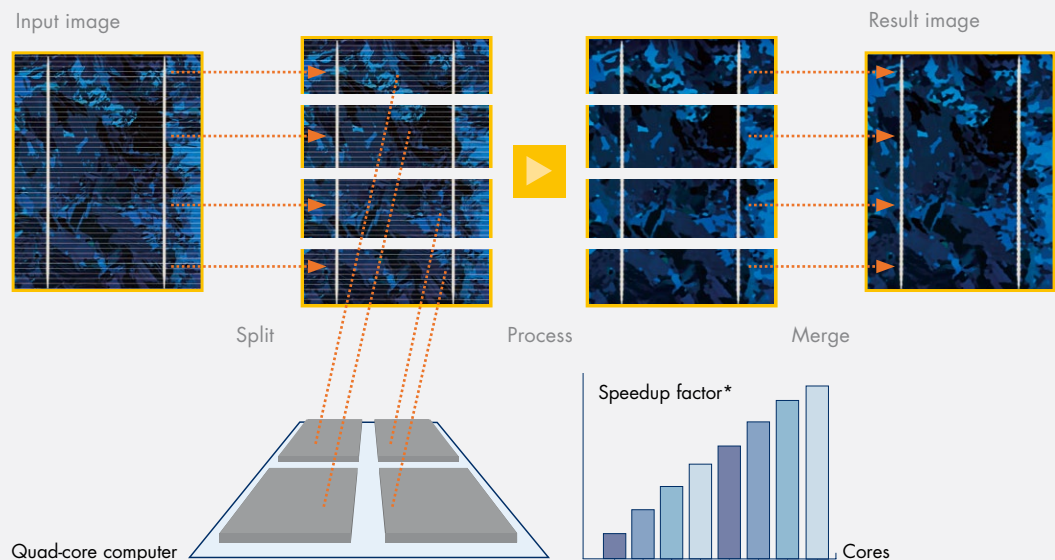 Input image
Result image
Split
Process
Merge
Speedup factor*
Quad-core computer
Cores